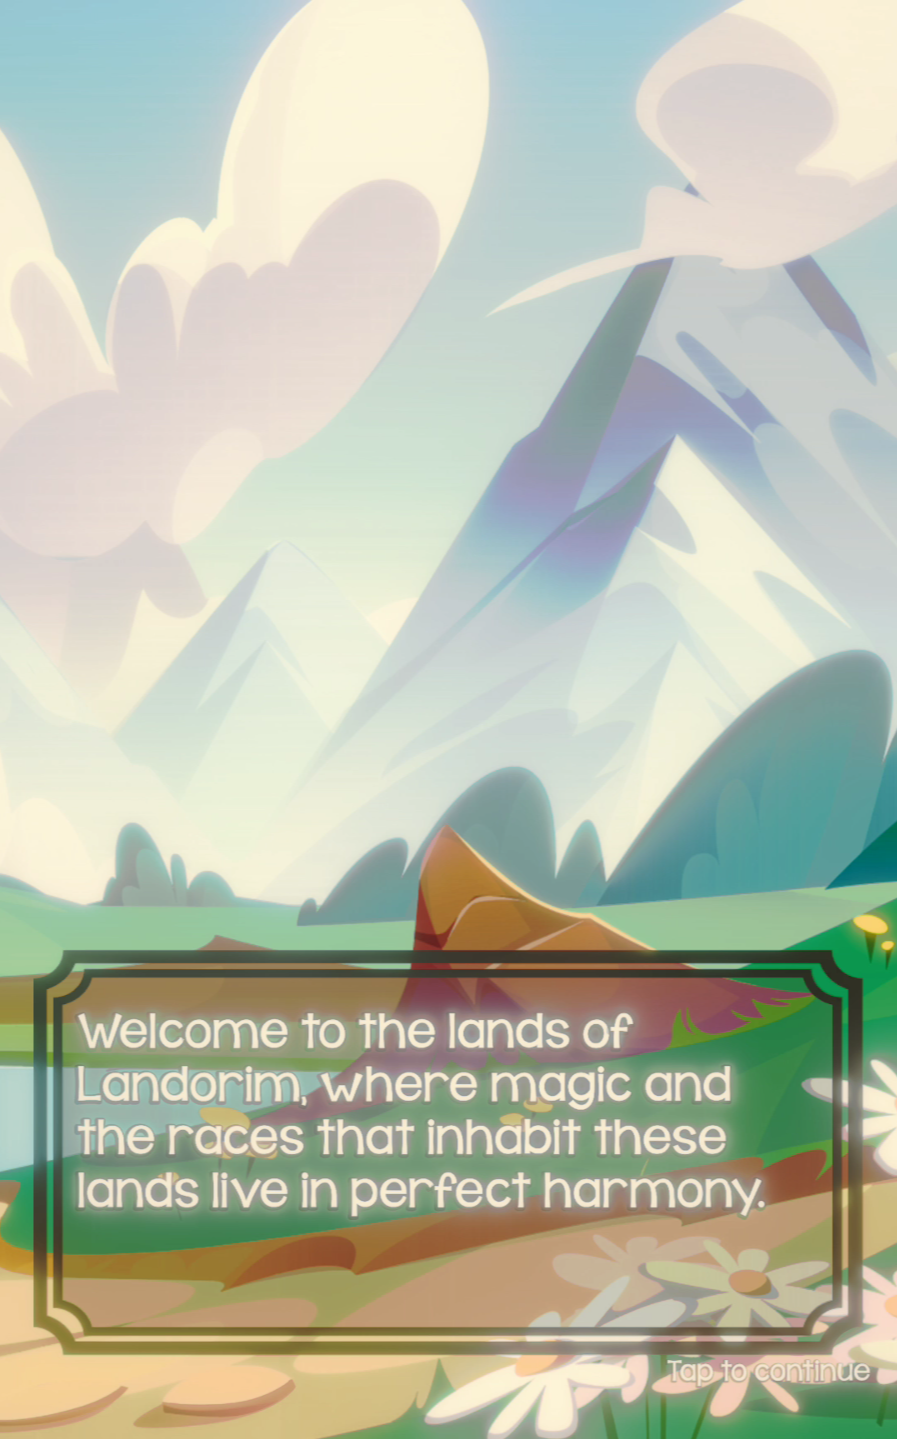 Welcome to the lands of
Landorim, where magic and
the races that inhabit these
lands live in perfect harmony.
Tap to continue